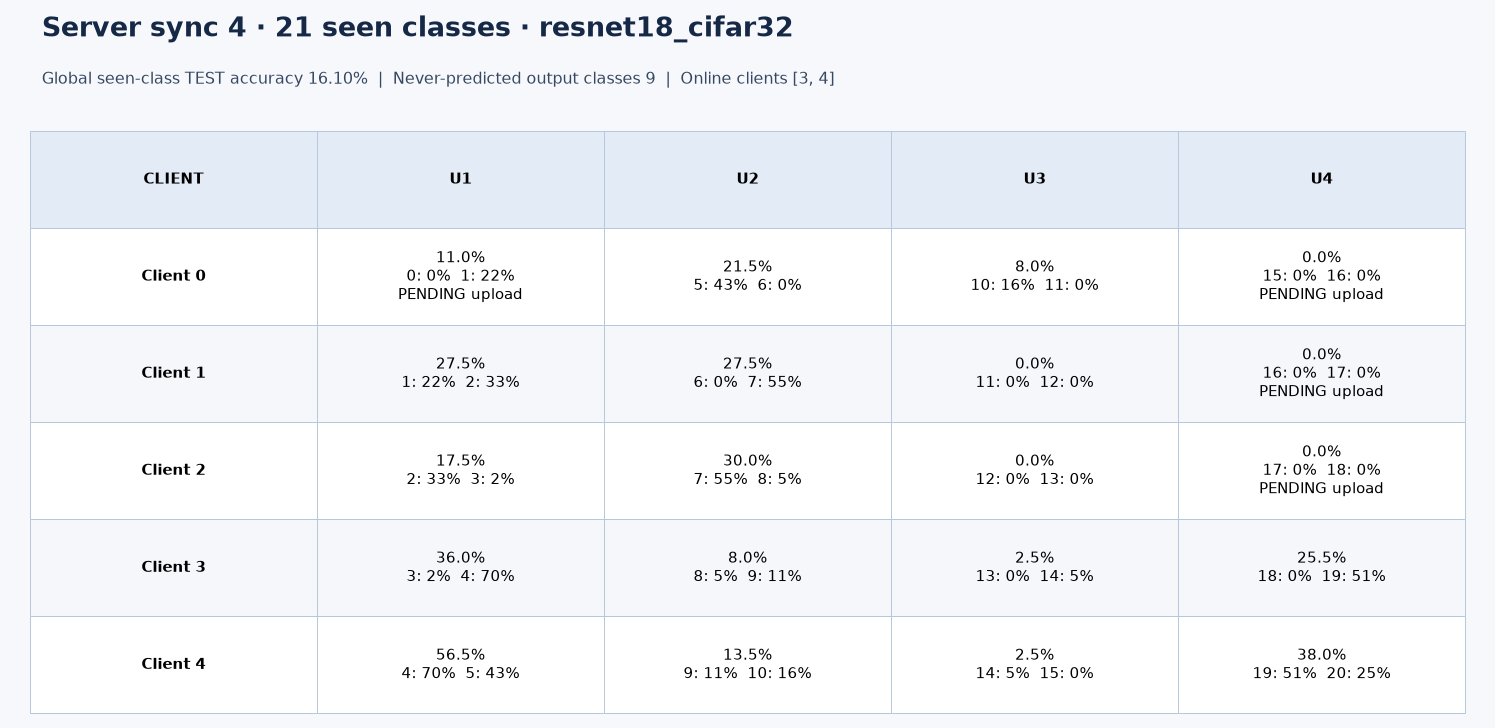 Server sync 4 · 21 seen classes · resnet18_cifar32
Global seen-class TEST accuracy 16.10% | Never-predicted output classes 9 | Online clients [3, 4]
CLIENT U1 U2 U3 U4
Client 0
11.0%
0: 0% 1: 22%
PENDING upload
21.5%
5: 43% 6: 0%
8.0%
10: 16% 11: 0%
0.0%
15: 0% 16: 0%
PENDING upload
Client 1
27.5%
1: 22% 2: 33%
27.5%
6: 0% 7: 55%
0.0%
11: 0% 12: 0%
0.0%
16: 0% 17: 0%
PENDING upload
Client 2
17.5%
2: 33% 3: 2%
30.0%
7: 55% 8: 5%
0.0%
12: 0% 13: 0%
0.0%
17: 0% 18: 0%
PENDING upload
Client 3
36.0%
3: 2% 4: 70%
8.0%
8: 5% 9: 11%
2.5%
13: 0% 14: 5%
25.5%
18: 0% 19: 51%
Client 4
56.5%
4: 70% 5: 43%
13.5%
9: 11% 10: 16%
2.5%
14: 5% 15: 0%
38.0%
19: 51% 20: 25%